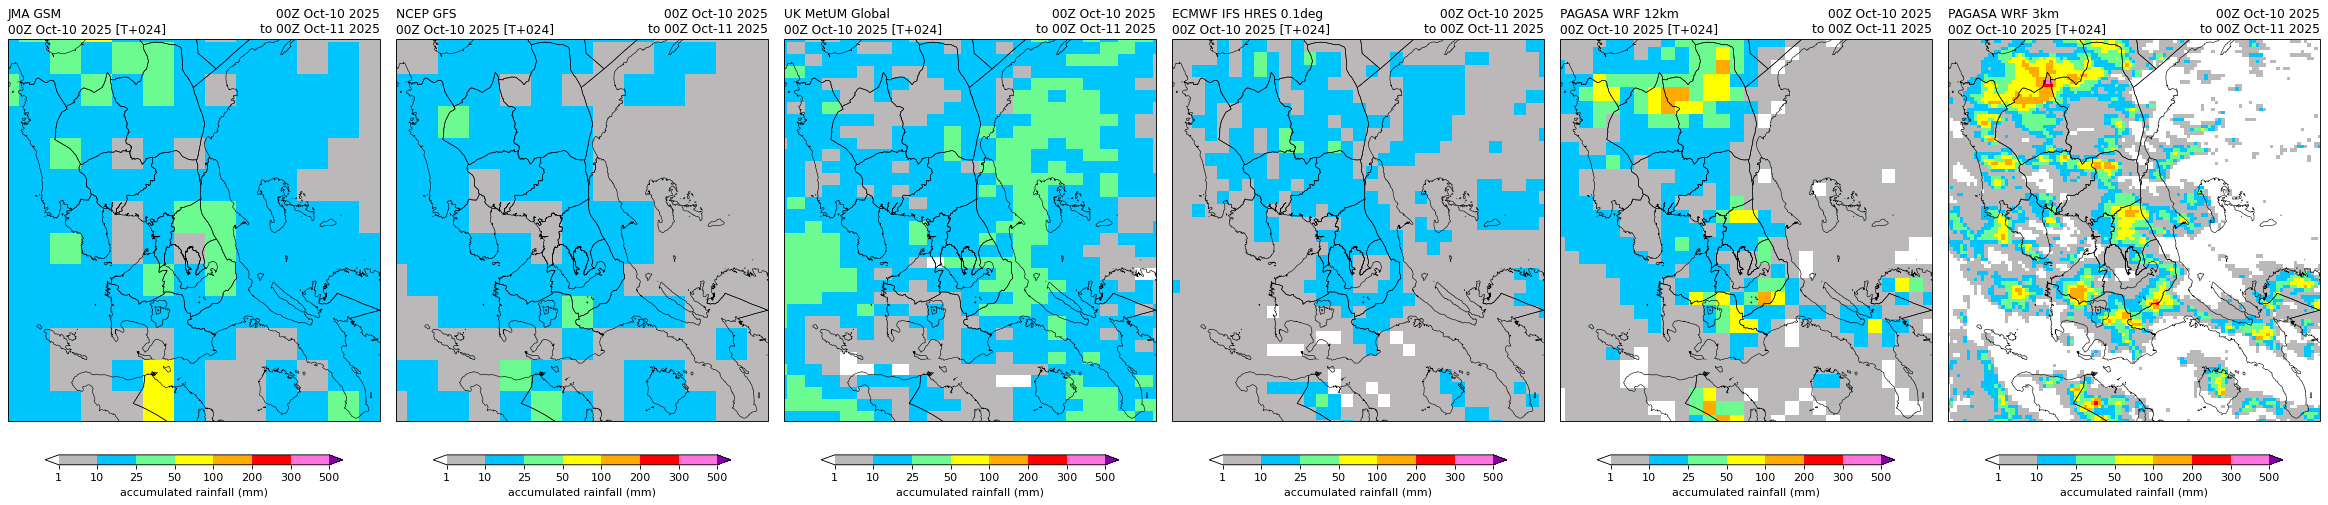 JMA GSM
00Z Oct-10 2025 [T+024]
00Z Oct-10 2025
to 00Z Oct-11 2025
NCEP GFS
00Z Oct-10 2025 [T+024]
00Z Oct-10 2025
to 00Z Oct-11 2025
UK MetUM Global
00Z Oct-10 2025 [T+024]
00Z Oct-10 2025
to 00Z Oct-11 2025
ECMWF IFS HRES 0.1deg
00Z Oct-10 2025 [T+024]
00Z Oct-10 2025
to 00Z Oct-11 2025
PAGASA WRF 12km
00Z Oct-10 2025 [T+024]
00Z Oct-10 2025
to 00Z Oct-11 2025
PAGASA WRF 3km
00Z Oct-10 2025 [T+024]
00Z Oct-10 2025
to 00Z Oct-11 2025
1 10 25 50 100 200 300 500
accumulated rainfall (mm)
1 10 25 50 100 200 300 500
accumulated rainfall (mm)
1 10 25 50 100 200 300 500
accumulated rainfall (mm)
1 10 25 50 100 200 300 500
accumulated rainfall (mm)
1 10 25 50 100 200 300 500
accumulated rainfall (mm)
1 10 25 50 100 200 300 500
accumulated rainfall (mm)